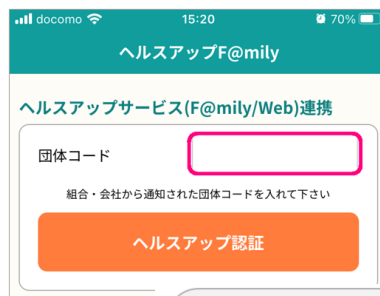 docomo 15:20 70%
ヘルスアップF@mily
ヘルスアップサービス(F@mily/Web)連携
団体コード
組合・会社から通知された団体コードを入れて下さい
ヘルスアップ認証